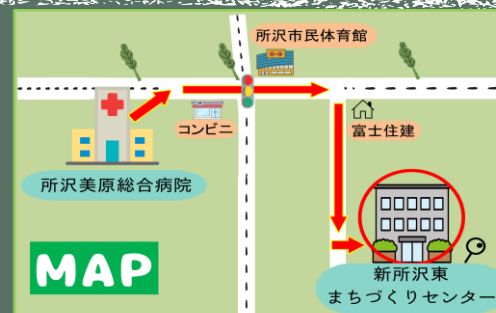 所沢市民体育館
コンビニ
富士住建
所沢美原総合病院
MAP
新所沢東
まちづくりセンター